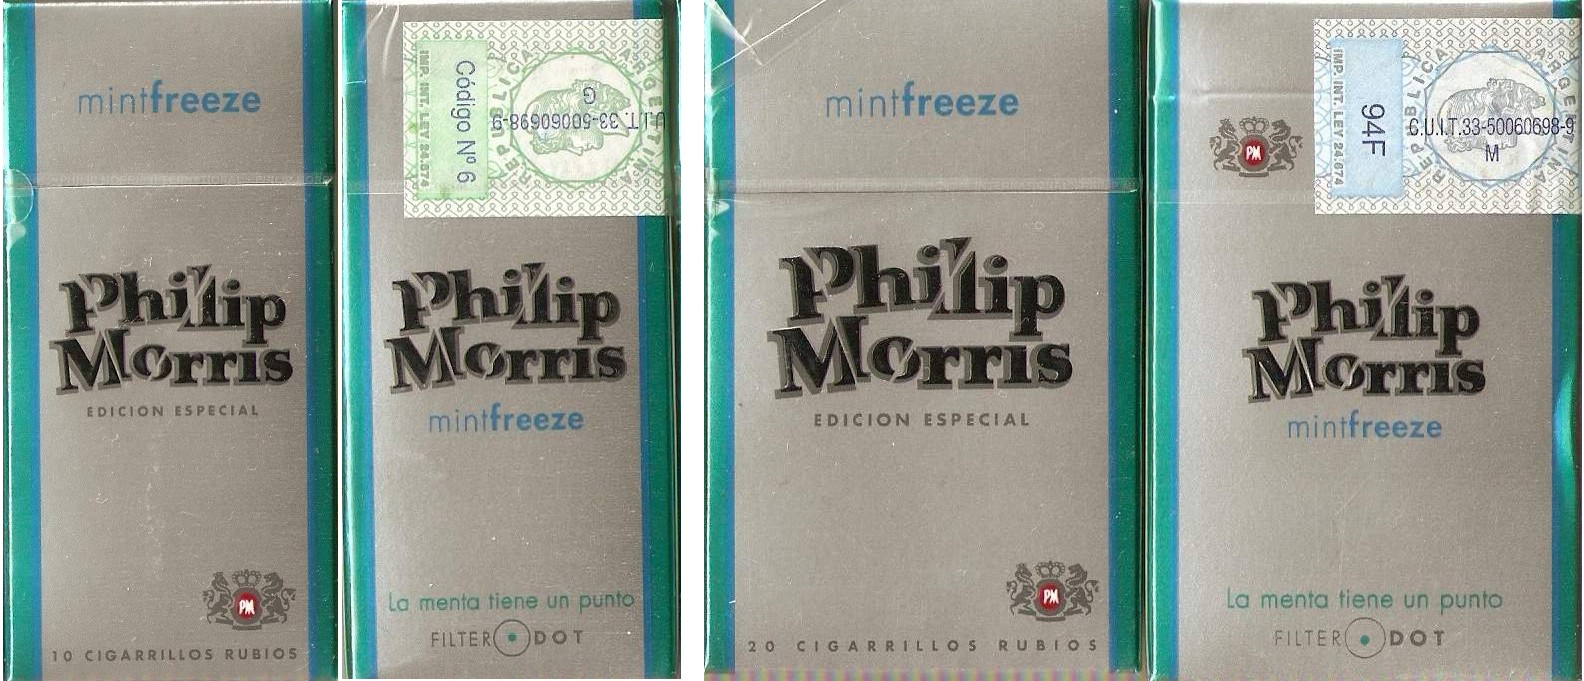 mintfreeze
Philip
Morris
EDICION ESPECIAL
PM
10 CIGARRILLOS RUBIOS
IMP. INT. LEY 24.674
Código Nº 6
REPUBLICA ARGENTINA
C.U.I.T. 33-50060698-9
G
Philip
Morris
mintfreeze
La menta tiene un punto
FILTER DOT
mintfreeze
Philip
Morris
EDICION ESPECIAL
PM
20 CIGARRILLOS RUBIOS
PM
IMP. INT. LEY 24.674
94F
REPUBLICA ARGENTINA
C.U.I.T.33-50060698-9
M
Philip
Morris
mintfreeze
La menta tiene un punto
FILTER DOT